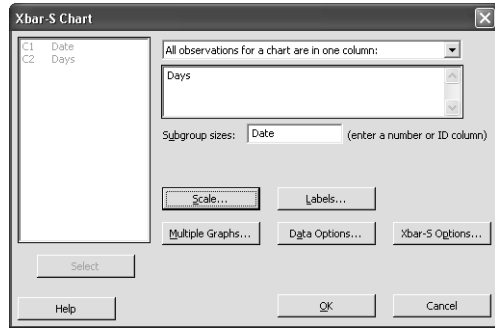 Xbar-S Chart
C1 Date
C2 Days
All observations for a chart are in one column:
Days
Subgroup sizes: Date (enter a number or ID column)
Scale... Labels...
Multiple Graphs... Data Options... Xbar-S Options...
Select
Help OK Cancel